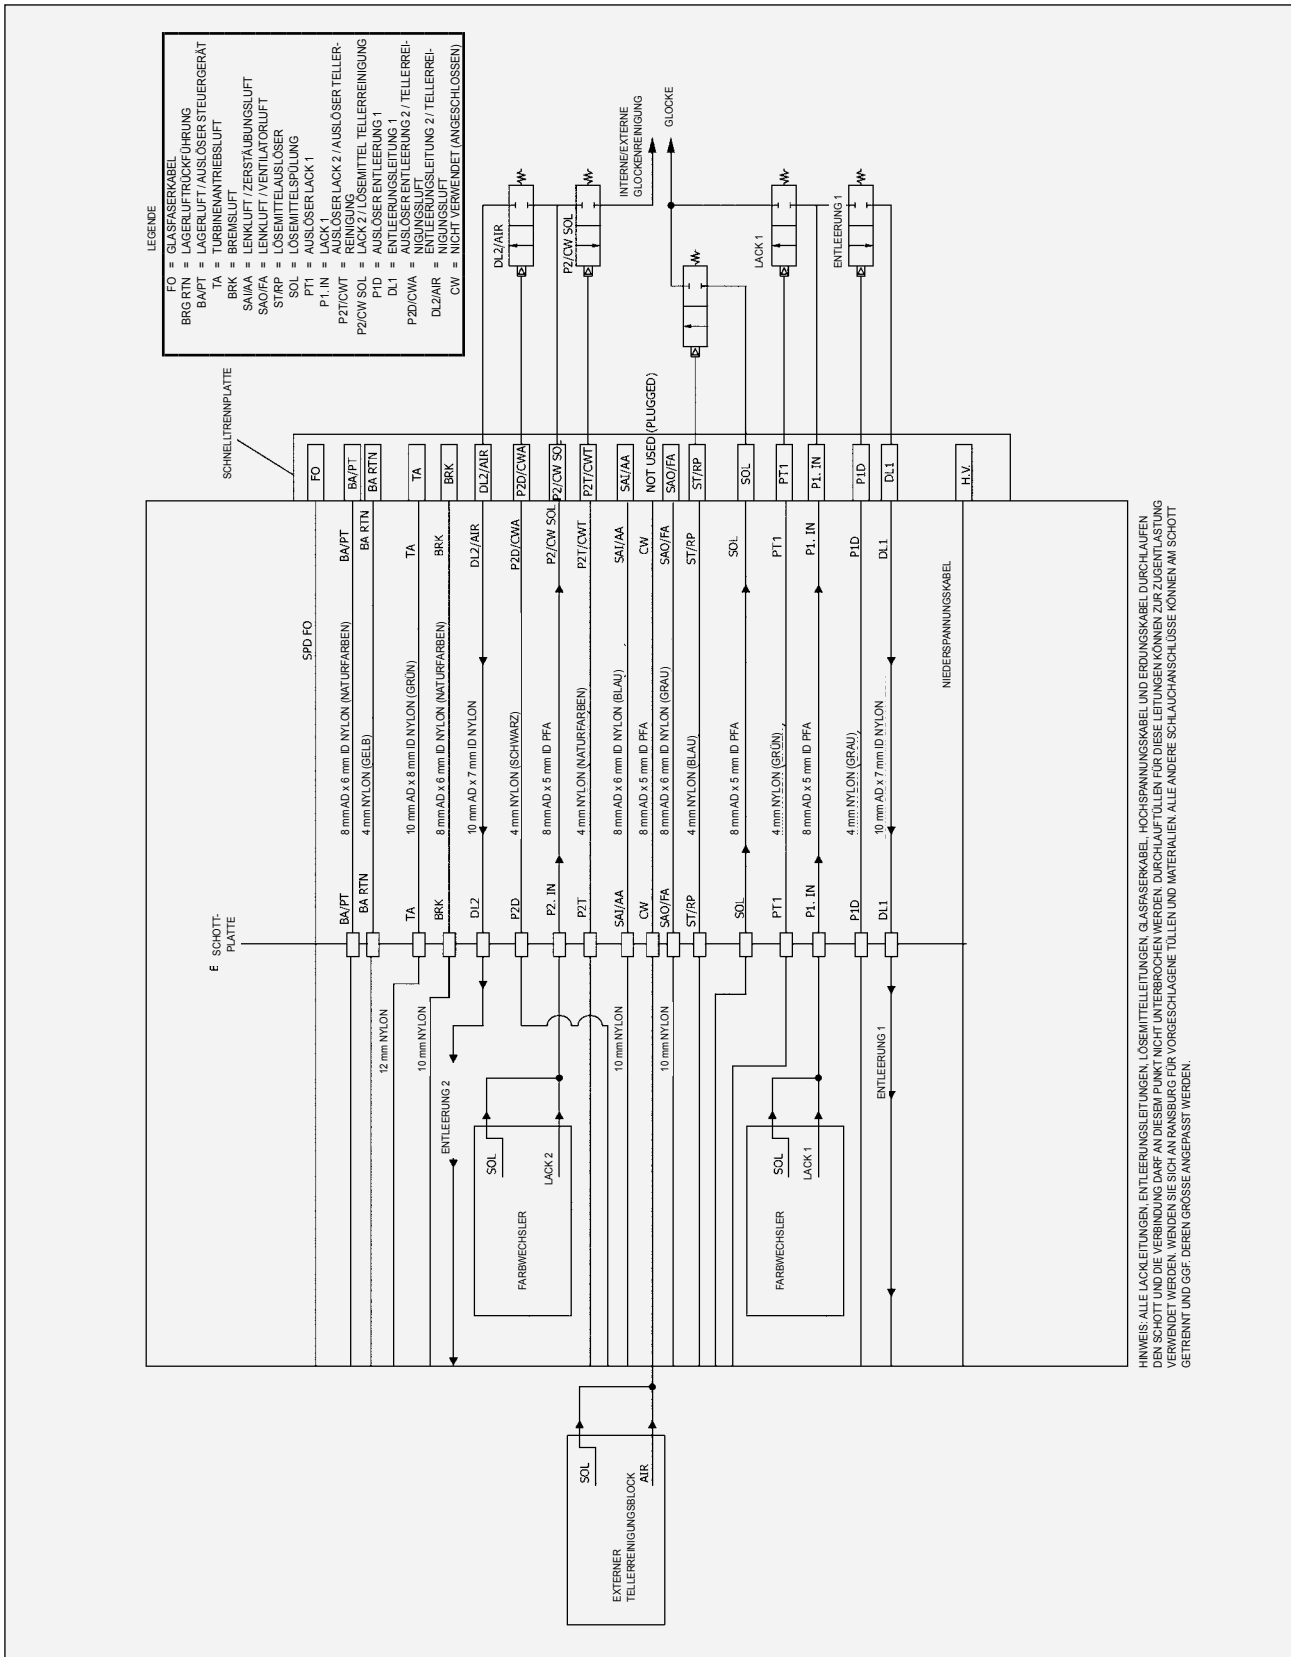 LEGENDE
FO = GLASFASERKABEL
BRG RTN = LAGERLUFTRÜCKFÜHRUNG
BA/PT = LAGERLUFT / AUSLÖSER STEUERGERÄT
TA = TURBINENANTRIEBSLUFT
BRK = BREMSLUFT
SAI/AA = LENKLUFT / ZERSTÄUBUNGSLUFT
SAO/FA = LENKLUFT / VENTILATORLUFT
ST/RP = LÖSEMITTELAUSLÖSER
SOL = LÖSEMITTELSPÜLUNG
PT1 = AUSLÖSER LACK 1
P1. IN = LACK 1
P2T/CWT = AUSLÖSER LACK 2 / AUSLÖSER TELLER-
REINIGUNG
P2/CW SOL = LACK 2 / LÖSEMITTEL TELLERREINIGUNG
P1D = AUSLÖSER ENTLEERUNG 1
DL1 = ENTLEERUNGSLEITUNG 1
P2D/CWA = AUSLÖSER ENTLEERUNG 2 / TELLERREI-
NIGUNGSLUFT
DL2/AIR = ENTLEERUNGSLEITUNG 2 / TELLERREI-
NIGUNGSLUFT
CW = NICHT VERWENDET (ANGESCHLOSSEN)
DL2/AIR
P2/CW SOL
INTERNE/EXTERNE
GLOCKENREINIGUNG
GLOCKE
LACK 1
ENTLEERUNG 1
SCHNELLTRENNPLATTE
FO
BA/PT
BA RTN
TA
BRK
DL2/AIR
P2D/CWA
P2/CW SOL
P2T/CWT
SAI/AA
NOT USED (PLUGGED)
SAO/FA
ST/RP
SOL
PT1
P1. IN
P1D
DL1
H.V.
BA/PT
BA RTN
TA
BRK
DL2/AIR
P2D/CWA
P2/CW SOL
P2T/CWT
SAI/AA
CW
SAO/FA
ST/RP
SOL
PT1
P1. IN
P1D
DL1
SPD FO
8 mm AD x 6 mm ID NYLON (NATURFARBEN)
4 mm NYLON (GELB)
10 mm AD x 8 mm ID NYLON (GRÜN)
8 mm AD x 6 mm ID NYLON (NATURFARBEN)
10 mm AD x 7 mm ID NYLON
4 mm NYLON (SCHWARZ)
8 mm AD x 5 mm ID PFA
4 mm NYLON (NATURFARBEN)
8 mm AD x 6 mm ID NYLON (BLAU)
8 mm AD x 5 mm ID PFA
8 mm AD x 6 mm ID NYLON (GRAU)
4 mm NYLON (BLAU)
8 mm AD x 5 mm ID PFA
4 mm NYLON (GRÜN)
8 mm AD x 5 mm ID PFA
4 mm NYLON (GRAU)
10 mm AD x 7 mm ID NYLON
NIEDERSPANNUNGSKABEL
SCHOTT-
PLATTE
E
BA/PT
BA RTN
TA
BRK
DL2
P2D
P2. IN
P2T
SAI/AA
CW
SAO/FA
ST/RP
SOL
PT1
P1. IN
P1D
DL1
12 mm NYLON
10 mm NYLON
ENTLEERUNG 2
10 mm NYLON
10 mm NYLON
ENTLEERUNG 1
SOL
LACK 2
FARBWECHSLER
SOL
LACK 1
FARBWECHSLER
SOL
AIR
EXTERNER
TELLERREINIGUNGSBLOCK
HINWEIS: ALLE LACKLEITUNGEN, ENTLEERUNGSLEITUNGEN, LÖSEMITTELLEITUNGEN, GLASFASERKABEL, HOCHSPANNUNGSKABEL UND ERDUNGSKABEL DURCHLAUFEN
DEN SCHOTT UND DIE VERBINDUNG DARF AN DIESEM PUNKT NICHT UNTERBROCHEN WERDEN. DURCHLAUFTÜLLEN FÜR DIESE LEITUNGEN KÖNNEN ZUR ZUGENTLASTUNG
VERWENDET WERDEN. WENDEN SIE SICH AN RANSBURG FÜR VORGESCHLAGENE TÜLLEN UND MATERIALIEN. ALLE ANDERE SCHLAUCHANSCHLÜSSE KÖNNEN AM SCHOTT
GETRENNT UND GGF. DEREN GRÖSSE ANGEPASST WERDEN.